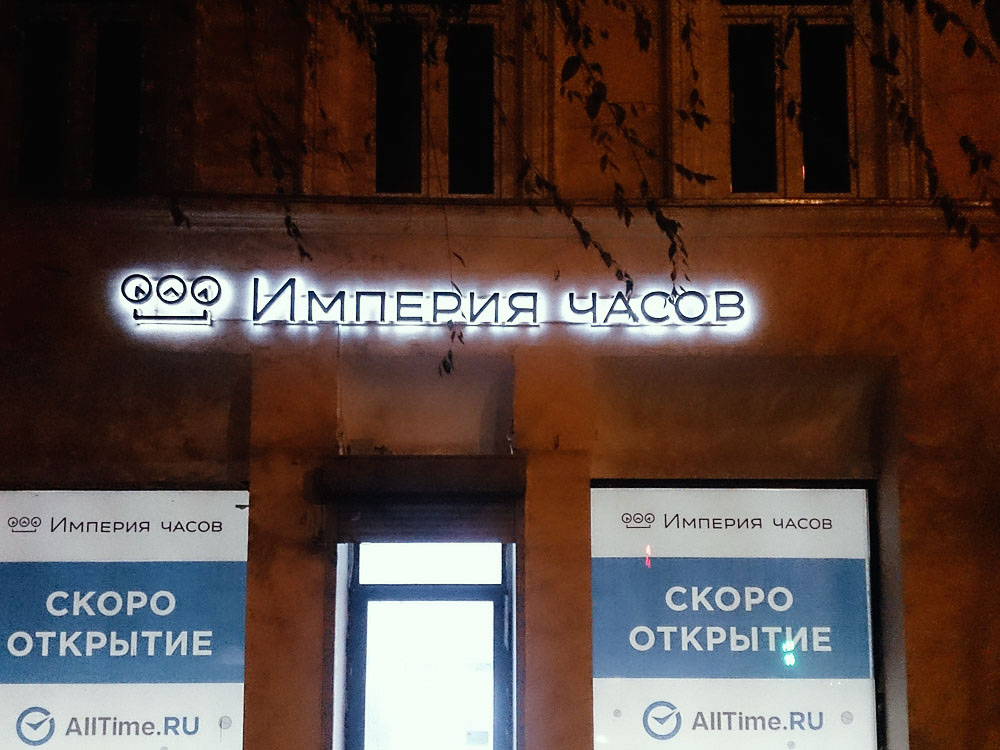 Империя часов
Империя часов
СКОРО
ОТКРЫТИЕ
AllTime.RU
Империя часов
СКОРО
ОТКРЫТИЕ
AllTime.RU